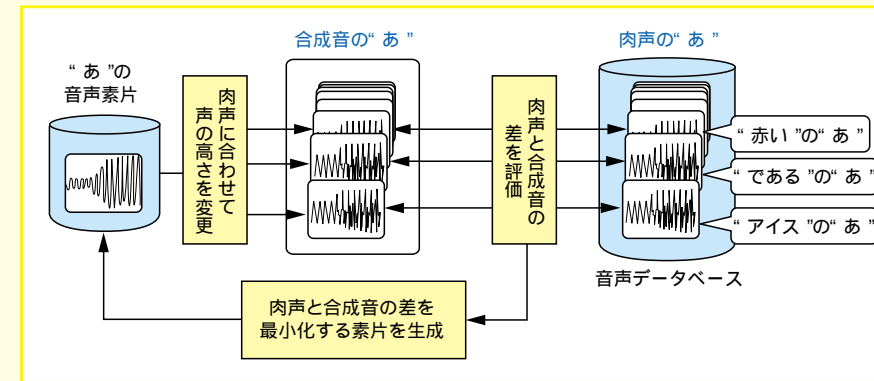 合成音の“ あ ”
肉声の“ あ ”
“ あ ”の
音声素片
肉声に合わせて
声の高さを変更
肉声と合成音の
差を評価
“ 赤い ”の“ あ ”
“ である ”の“ あ ”
“ アイス ”の“ あ ”
音声データベース
肉声と合成音の差を
最小化する素片を生成